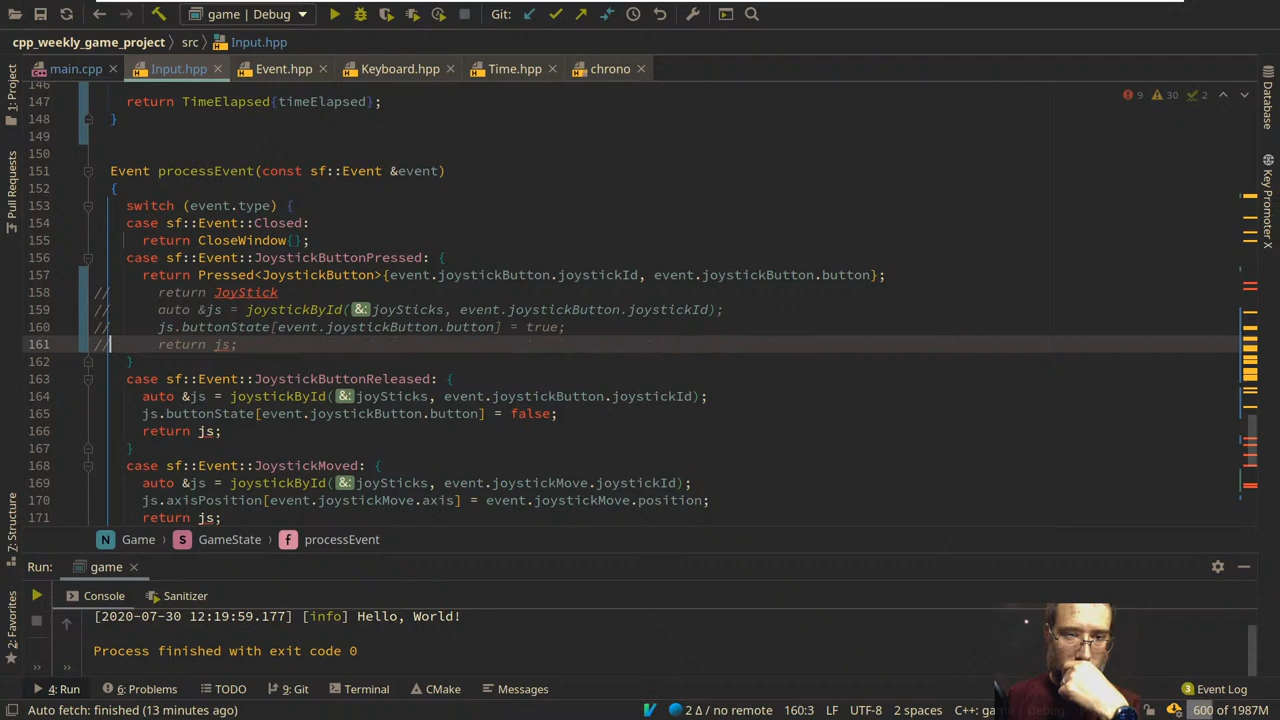 game | Debug Git:
cpp_weekly_game_project src Input.hpp
main.cpp Input.hpp Event.hpp Keyboard.hpp Time.hpp chrono
1: Project
Pull Requests
7: Structure
2: Favorites
Database
Key Promoter X
9 30 2
146
147 return TimeElapsed{timeElapsed};
148 }
149
150
151 Event processEvent(const sf::Event &event)
152 {
153 switch (event.type) {
154 case sf::Event::Closed:
155 return CloseWindow{};
156 case sf::Event::JoystickButtonPressed: {
157 return Pressed<JoystickButton>{event.joystickButton.joystickId, event.joystickButton.button};
158 // return JoyStick
159 // auto &js = joystickById(&:joySticks, event.joystickButton.joystickId);
160 // js.buttonState[event.joystickButton.button] = true;
161 // return js;
162 }
163 case sf::Event::JoystickButtonReleased: {
164 auto &js = joystickById(&:joySticks, event.joystickButton.joystickId);
165 js.buttonState[event.joystickButton.button] = false;
166 return js;
167 }
168 case sf::Event::JoystickMoved: {
169 auto &js = joystickById(&:joySticks, event.joystickMove.joystickId);
170 js.axisPosition[event.joystickMove.axis] = event.joystickMove.position;
171 return js;
N Game S GameState f processEvent
Run: game
Console Sanitizer
[2020-07-30 12:19:59.177] [info] Hello, World!
Process finished with exit code 0
4: Run 6: Problems TODO 9: Git Terminal CMake Messages 3 Event Log
Auto fetch: finished (13 minutes ago) 2 Δ / no remote 160:3 LF UTF-8 2 spaces C++: game | Debug 600 of 1987M